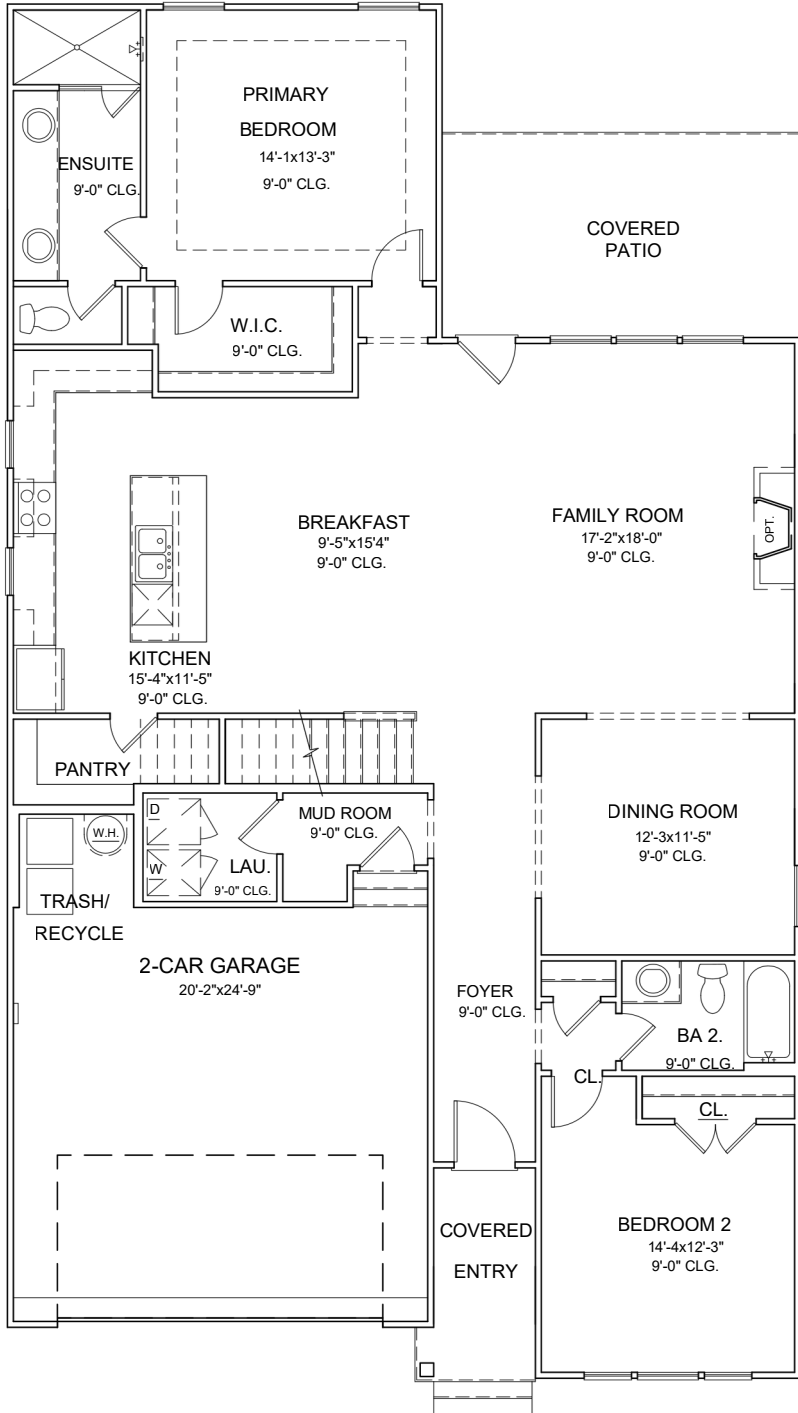 PRIMARY
BEDROOM
14'-1x13'-3"
9'-0" CLG.
ENSUITE
9'-0" CLG.
COVERED
PATIO
W.I.C.
9'-0" CLG.
BREAKFAST
9'-5"x15'4"
9'-0" CLG.
FAMILY ROOM
17'-2"x18'-0"
9'-0" CLG.
OPT.
KITCHEN
15'-4"x11'-5"
9'-0" CLG.
PANTRY
D
W
W.H.
LAU.
9'-0" CLG.
MUD ROOM
9'-0" CLG.
DINING ROOM
12'-3x11'-5"
9'-0" CLG.
TRASH/
RECYCLE
2-CAR GARAGE
20'-2"x24'-9"
FOYER
9'-0" CLG.
BA 2.
9'-0" CLG.
CL.
CL.
COVERED
ENTRY
BEDROOM 2
14'-4x12'-3"
9'-0" CLG.